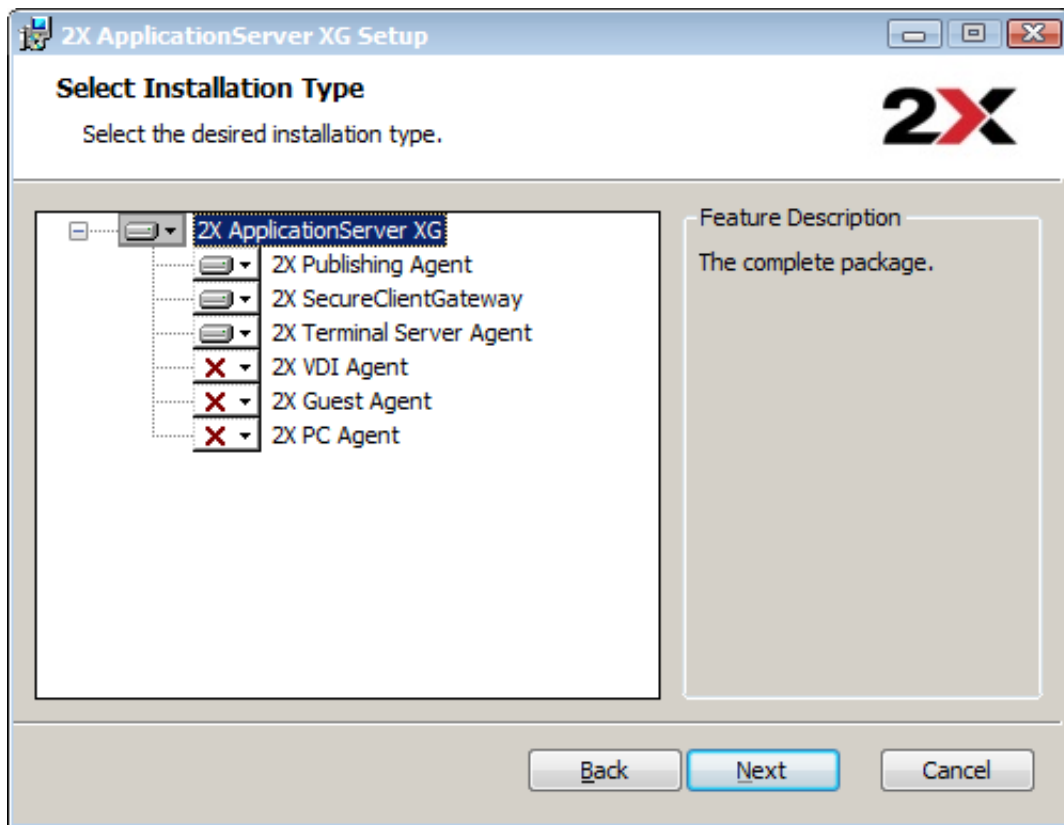 2X ApplicationServer XG Setup
Select Installation Type
Select the desired installation type.
2X
2X ApplicationServer XG
2X Publishing Agent
2X SecureClientGateway
2X Terminal Server Agent
2X VDI Agent
2X Guest Agent
2X PC Agent
Feature Description
The complete package.
Back
Next
Cancel